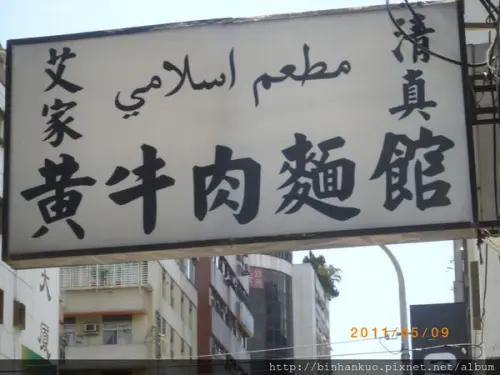 清真
艾家
مطعم اسلامي
黃牛肉麵館
2011/05/09
http://binhankuo.pixnet.net/album